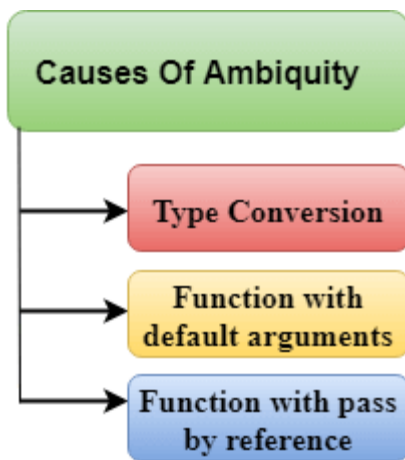 Causes Of Ambiquity
Type Conversion
Function with
default arguments
Function with pass
by reference